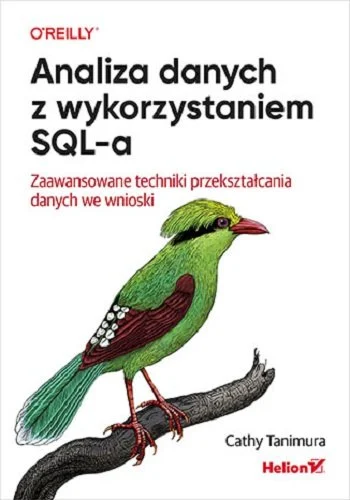 O'REILLY®
Analiza danych
z wykorzystaniem
SQL-a
Zaawansowane techniki przekształcania
danych we wnioski
Cathy Tanimura
Helion